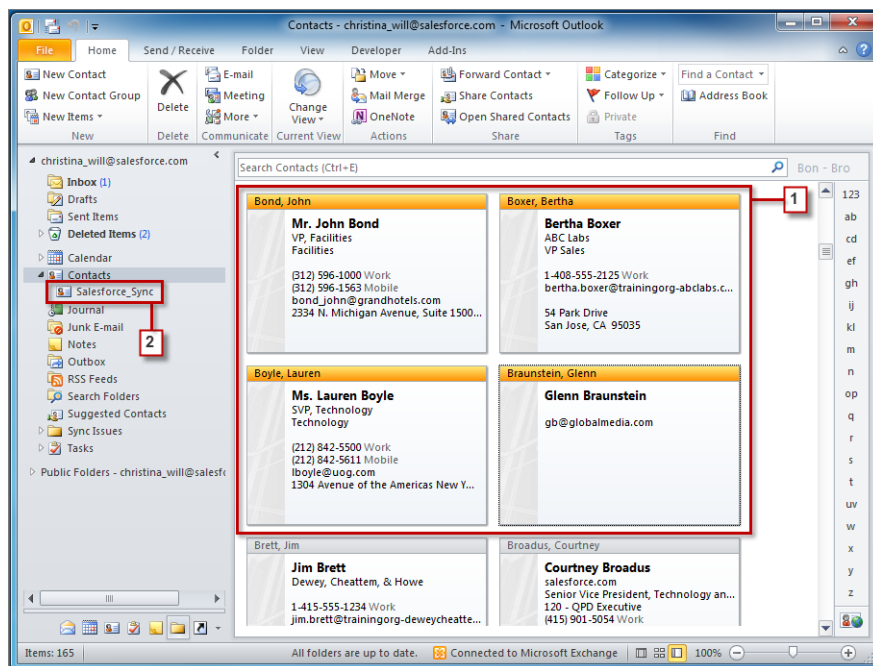 Contacts - christina_will@salesforce.com - Microsoft Outlook
File Home Send / Receive Folder View Developer Add-Ins
New Contact
New Contact Group
New Items
New
Delete
Delete
E-mail
Meeting
More
Communicate
Change View
Current View
Move
Mail Merge
OneNote
Actions
Forward Contact
Share Contacts
Open Shared Contacts
Share
Categorize
Follow Up
Private
Tags
Find a Contact
Address Book
Find
christina_will@salesforce.com
Inbox (1)
Drafts
Sent Items
Deleted Items (2)
Calendar
Contacts
Salesforce_Sync
2
Journal
Junk E-mail
Notes
Outbox
RSS Feeds
Search Folders
Suggested Contacts
Sync Issues
Tasks
Public Folders - christina_will@salesfo
Search Contacts (Ctrl+E)
Bon - Bro
1
Bond, John
Mr. John Bond
VP, Facilities
Facilities
(312) 596-1000 Work
(312) 596-1563 Mobile
bond_john@grandhotels.com
2334 N. Michigan Avenue, Suite 1500...
Boxer, Bertha
Bertha Boxer
ABC Labs
VP Sales
1-408-555-2125 Work
bertha.boxer@trainingorg-abclabs.c...
54 Park Drive
San Jose, CA 95035
Boyle, Lauren
Ms. Lauren Boyle
SVP, Technology
Technology
(212) 842-5500 Work
(212) 842-5611 Mobile
lboyle@uog.com
1304 Avenue of the Americas New Y...
Braunstein, Glenn
Glenn Braunstein
gb@globalmedia.com
Brett, Jim
Jim Brett
Dewey, Cheattem, & Howe
1-415-555-1234 Work
jim.brett@trainingorg-deweycheatte...
Broadus, Courtney
Courtney Broadus
salesforce.com
Senior Vice President, Technology an...
120 - QPD Executive
(415) 901-5054 Work
123
ab
cd
ef
gh
ij
kl
m
n
op
q
r
s
t
uv
w
x
y
z
Items: 165
All folders are up to date.
Connected to Microsoft Exchange
100%